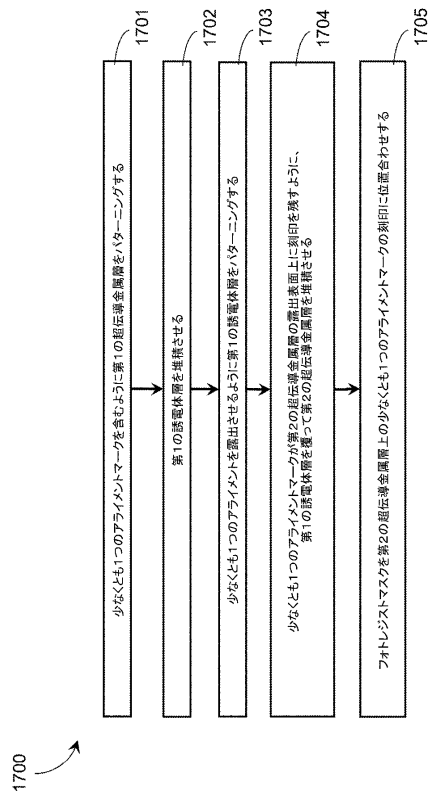 1700
少なくとも1つのアライメントマークを含むように第1の超伝導金属層をパターニングする
1701
第1の誘電体層を堆積させる
1702
少なくとも1つのアライメントを露出させるように第1の誘電体層をパターニングする
1703
少なくとも1つのアライメントマークが第2の超伝導金属層の露出表面上に刻印を残すように、
第1の誘電体層を覆って第2の超伝導金属層を堆積させる
1704
フォトレジストマスクを第2の超伝導金属層上の少なくとも1つのアライメントマークの刻印に位置合わせする
1705